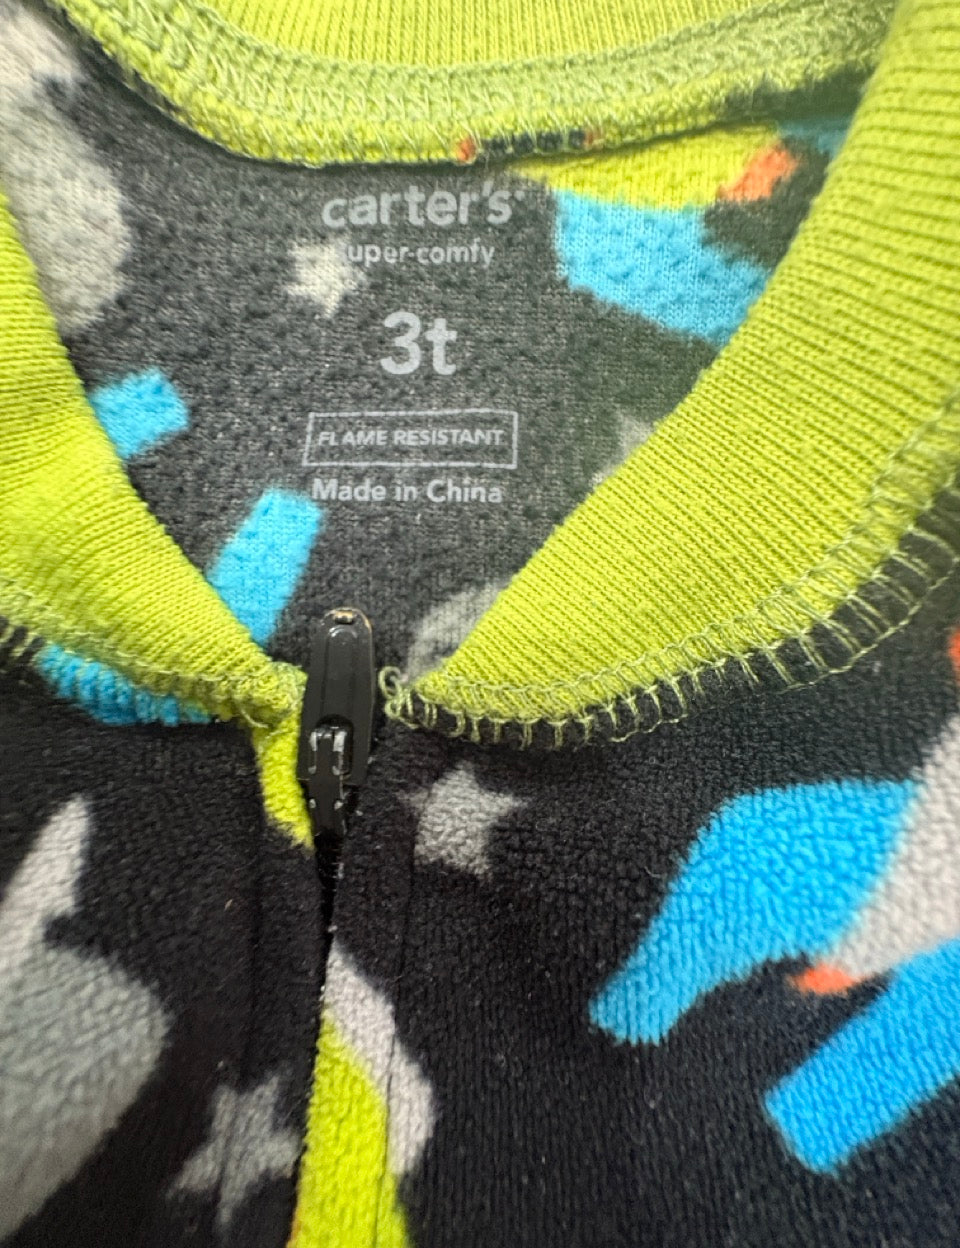 carter's
uper-comfy
3t
FLAME RESISTANT
Made in China